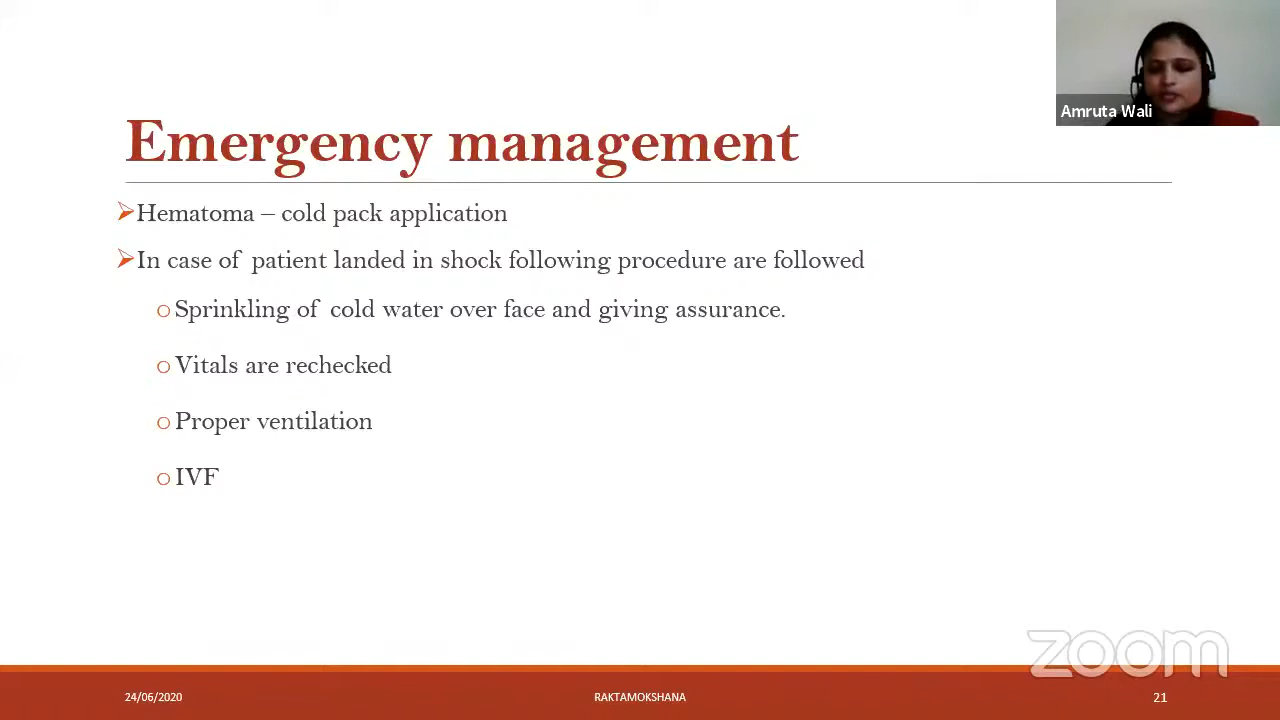 Amruta Wali
Emergency management
Hematoma – cold pack application
In case of patient landed in shock following procedure are followed
Sprinkling of cold water over face and giving assurance.
Vitals are rechecked
Proper ventilation
IVF
zoom
24/06/2020
RAKTAMOKSHANA
21